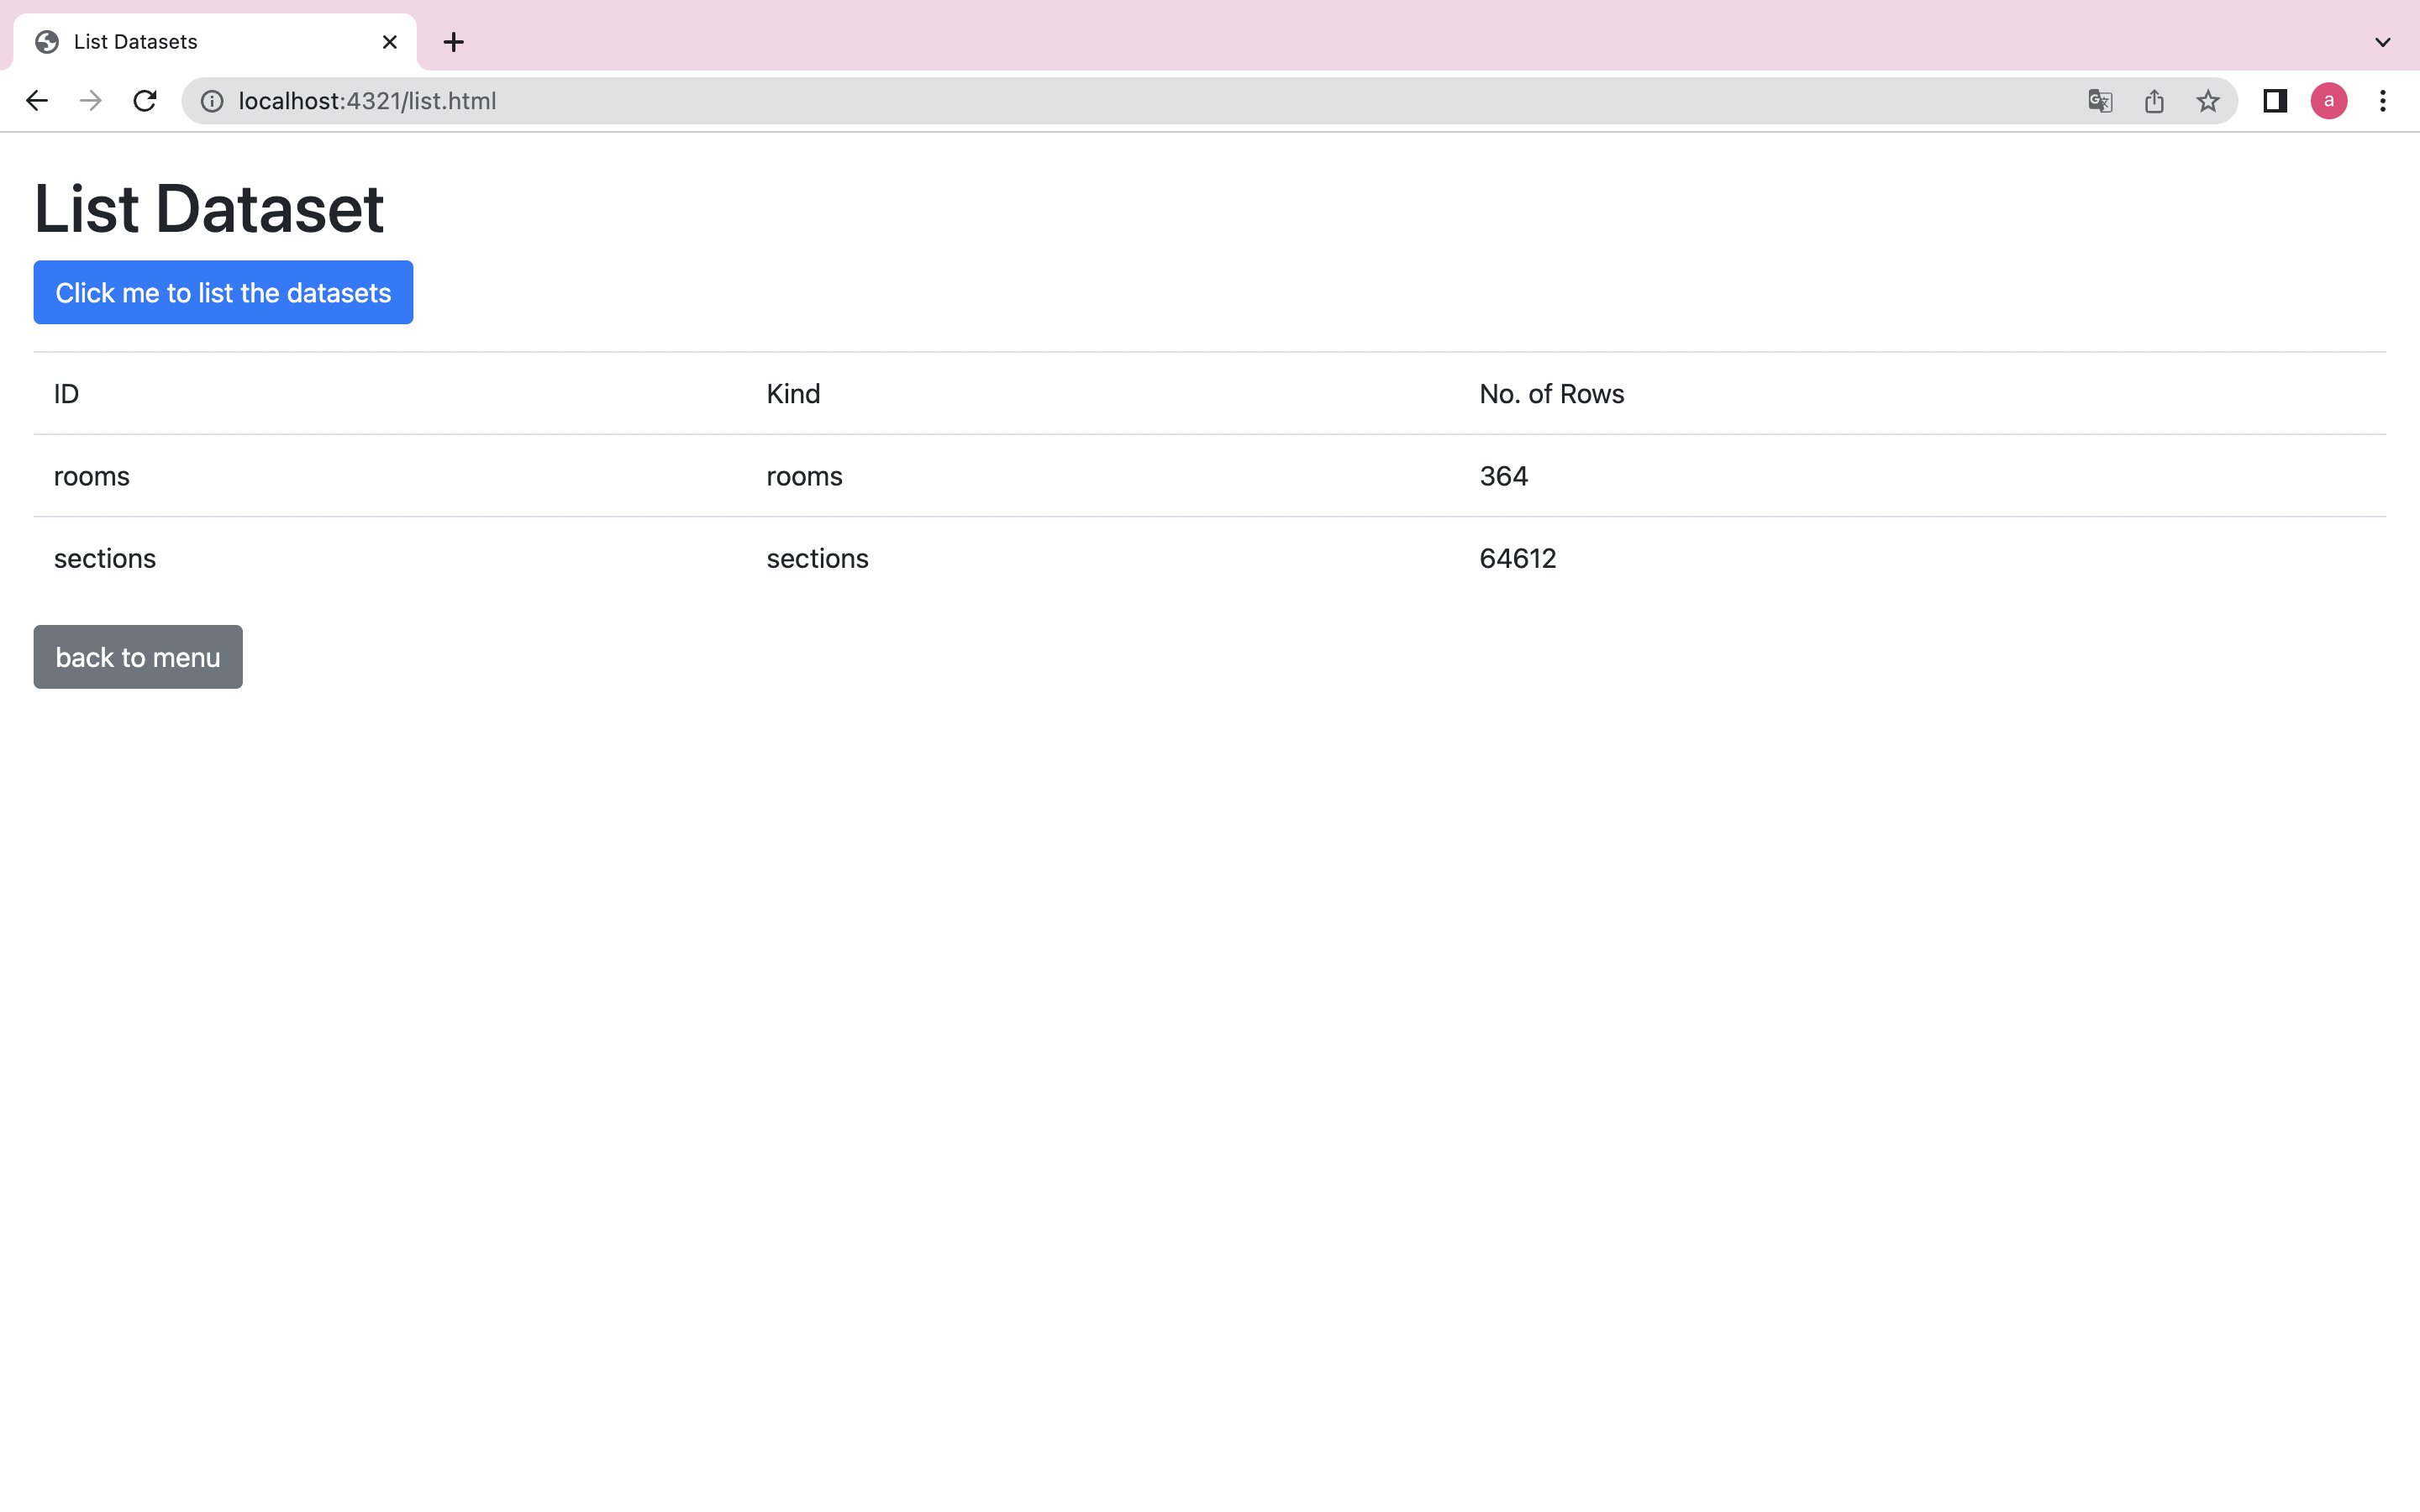 List Datasets
localhost:4321/list.html
a
List Dataset
Click me to list the datasets
ID Kind No. of Rows
rooms rooms 364
sections sections 64612
back to menu